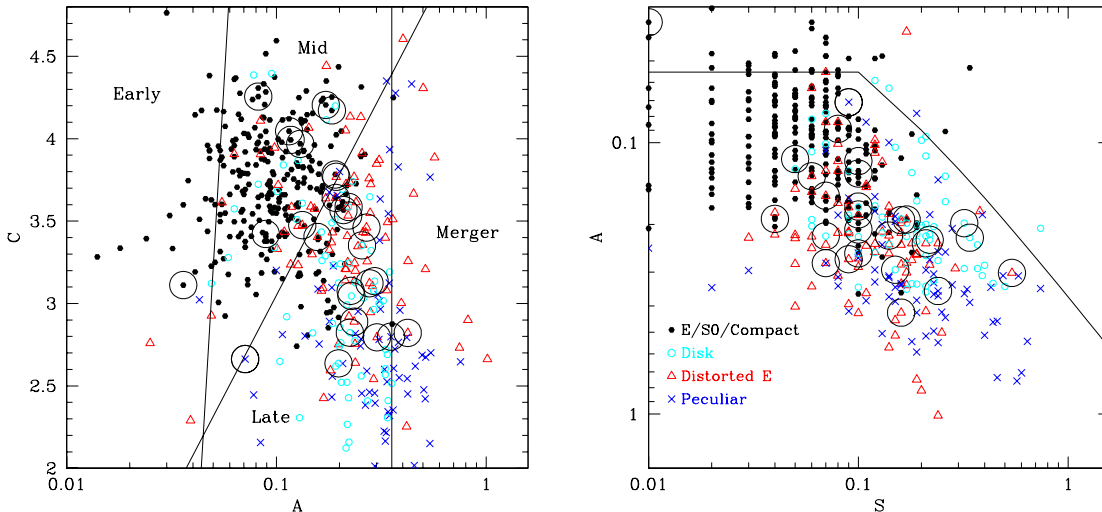 4.5
4
3.5
3
2.5
2
C
0.01
0.1
1
A
Early
Mid
Merger
Late
0.1
1
A
0.01
0.1
1
S
E/S0/Compact
Disk
Distorted E
Peculiar